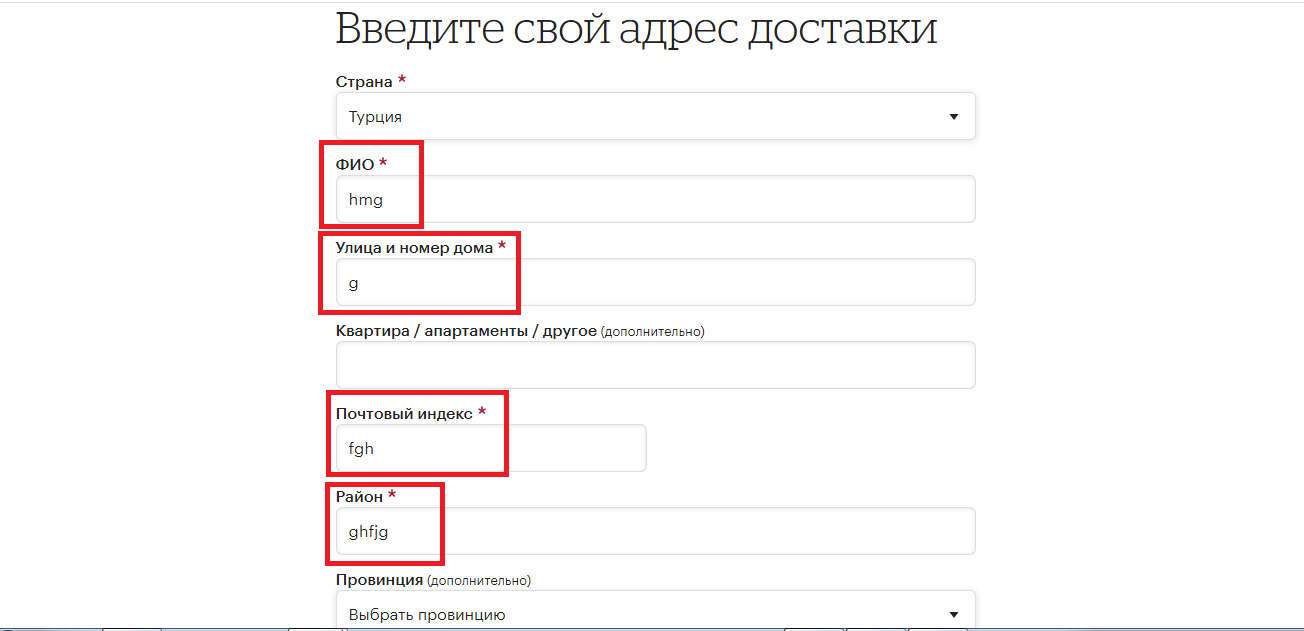 Введите свой адрес доставки
Страна *
Турция
ФИО *
hmg
Улица и номер дома *
g
Квартира / апартаменты / другое (дополнительно)
Почтовый индекс *
fgh
Район *
ghfjg
Провинция (дополнительно)
Выбрать провинцию